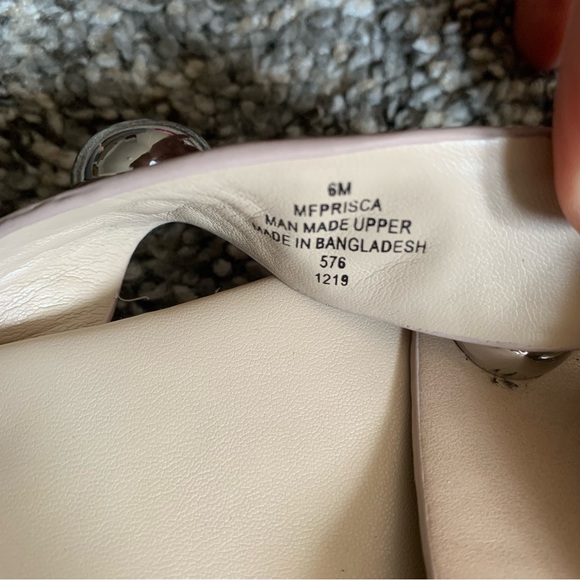 6M
MFPRISCA
MAN MADE UPPER
MADE IN BANGLADESH
576
1219